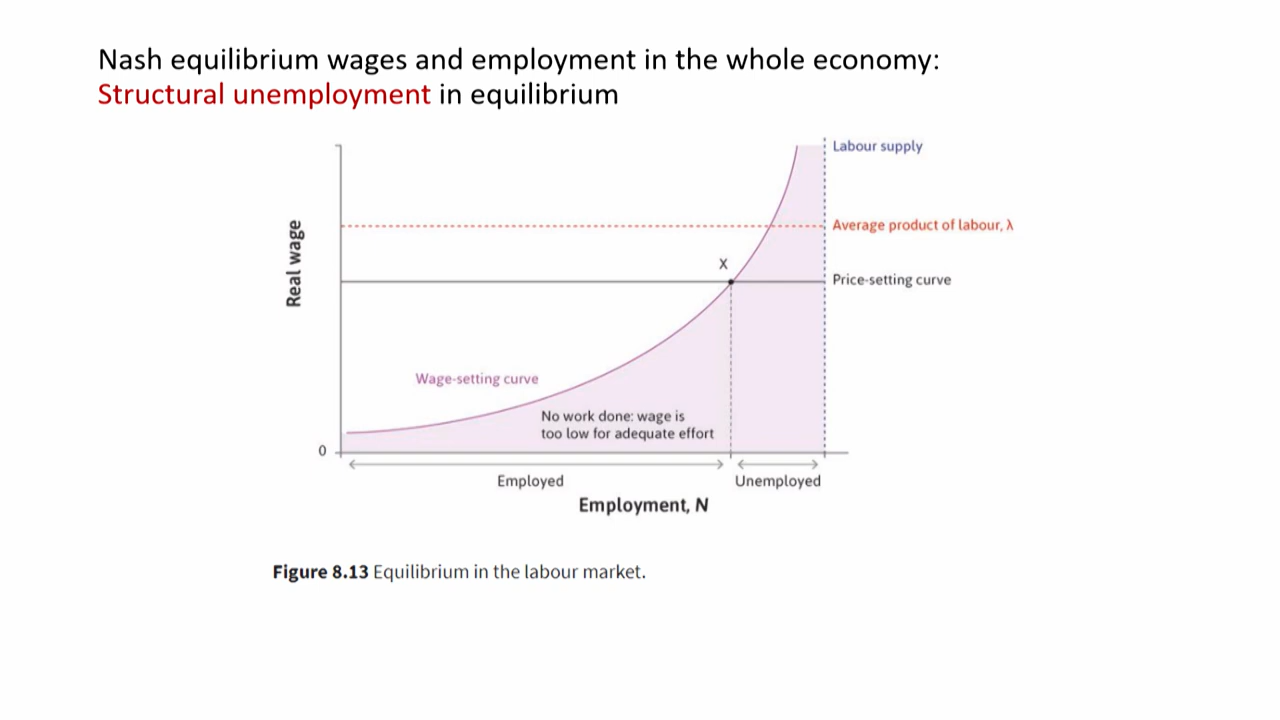 Nash equilibrium wages and employment in the whole economy:
Structural unemployment in equilibrium
Labour supply
Average product of labour, λ
X
Price-setting curve
Real wage
Wage-setting curve
No work done: wage is
too low for adequate effort
0
Employed
Unemployed
Employment, N
Figure 8.13 Equilibrium in the labour market.